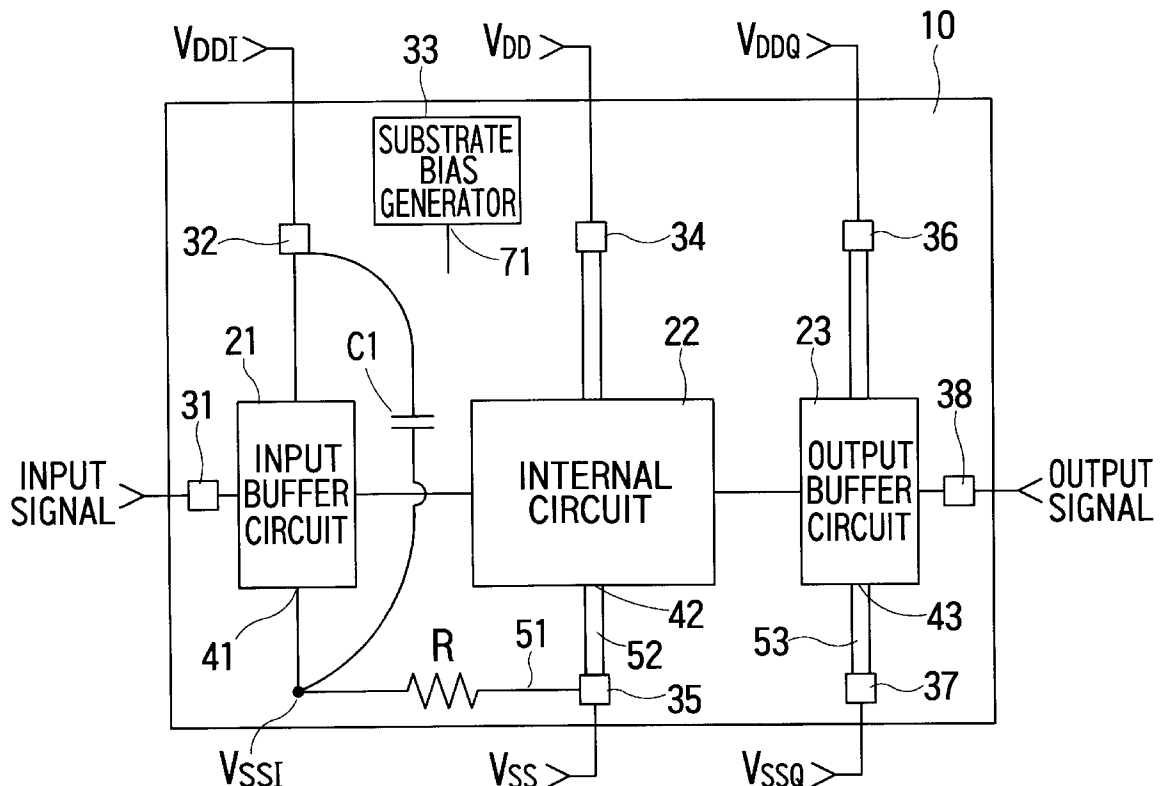 VDDI
VDD
VDDQ
10
33
SUBSTRATE
BIAS
GENERATOR
32
71
34
36
21
C1
22
23
31
38
INPUT
SIGNAL
INPUT
BUFFER
CIRCUIT
INTERNAL
CIRCUIT
OUTPUT
BUFFER
CIRCUIT
OUTPUT
SIGNAL
41
42
43
R
51
52
53
35
37
VSSI
VSS
VSSQ